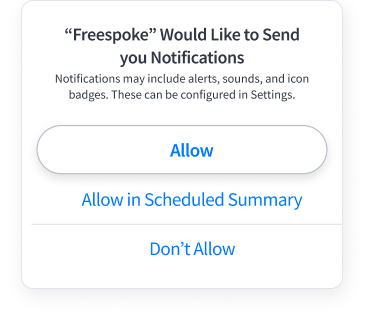 “Freespoke” Would Like to Send
you Notifications
Notifications may include alerts, sounds, and icon
badges. These can be configured in Settings.
Allow
Allow in Scheduled Summary
Don’t Allow